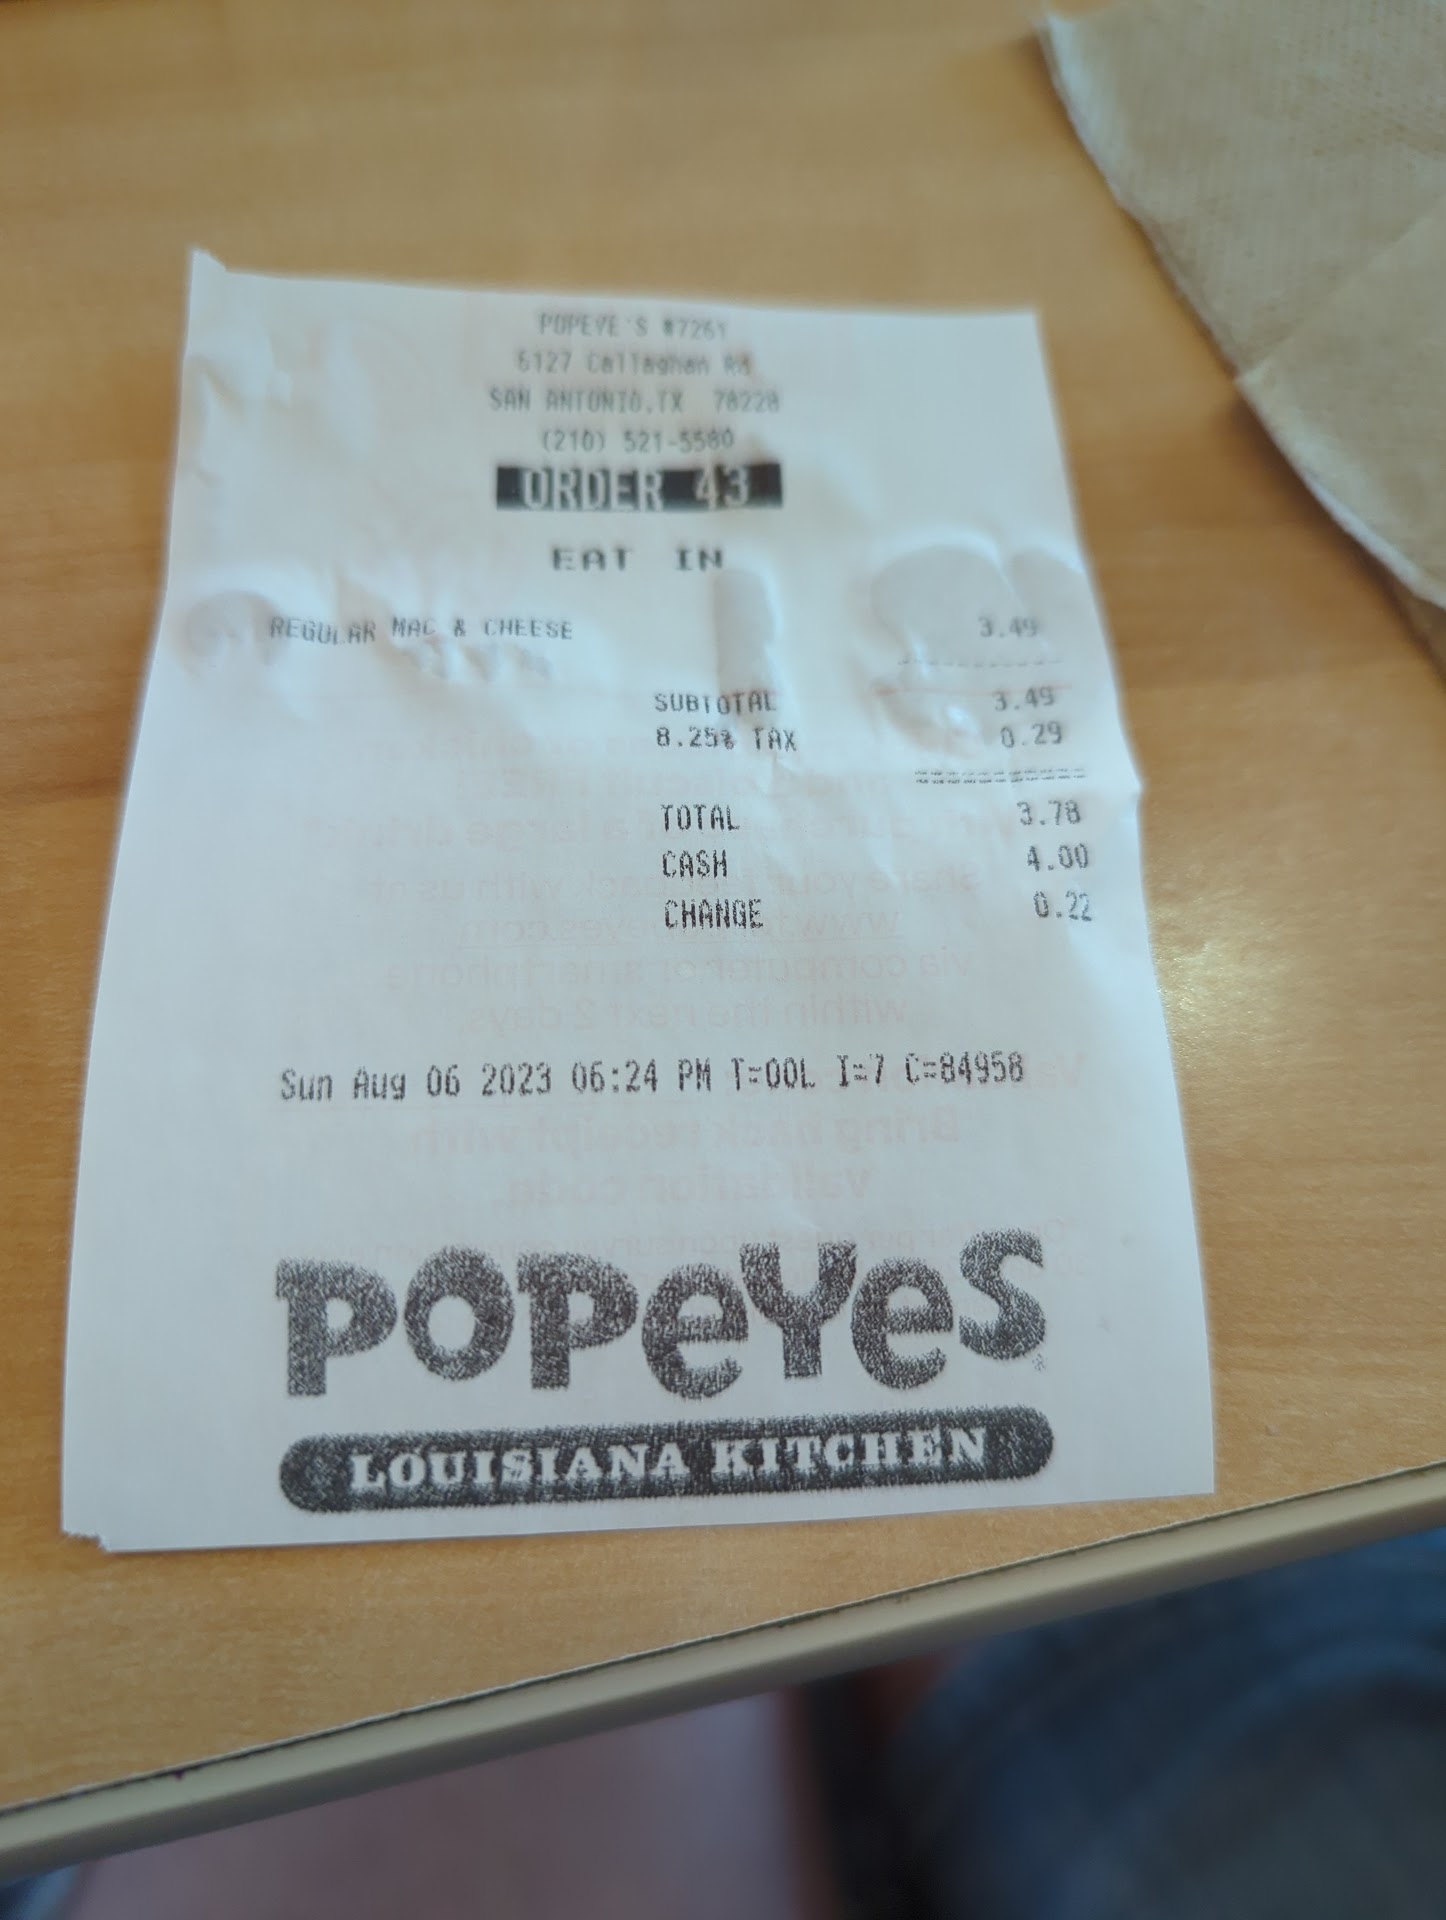 POPEYE'S #7261
6127 Callaghan Rd
SAN ANTONIO,TX 78228
(210) 521-5580
ORDER 43
EAT IN
REGULAR MAC & CHEESE 3.49
SUBTOTAL 3.49
8.25% TAX 0.29
TOTAL 3.78
CASH 4.00
CHANGE 0.22
Sun Aug 06 2023 06:24 PM T=00L I=7 C=84958
POPEYES
LOUISIANA KITCHEN